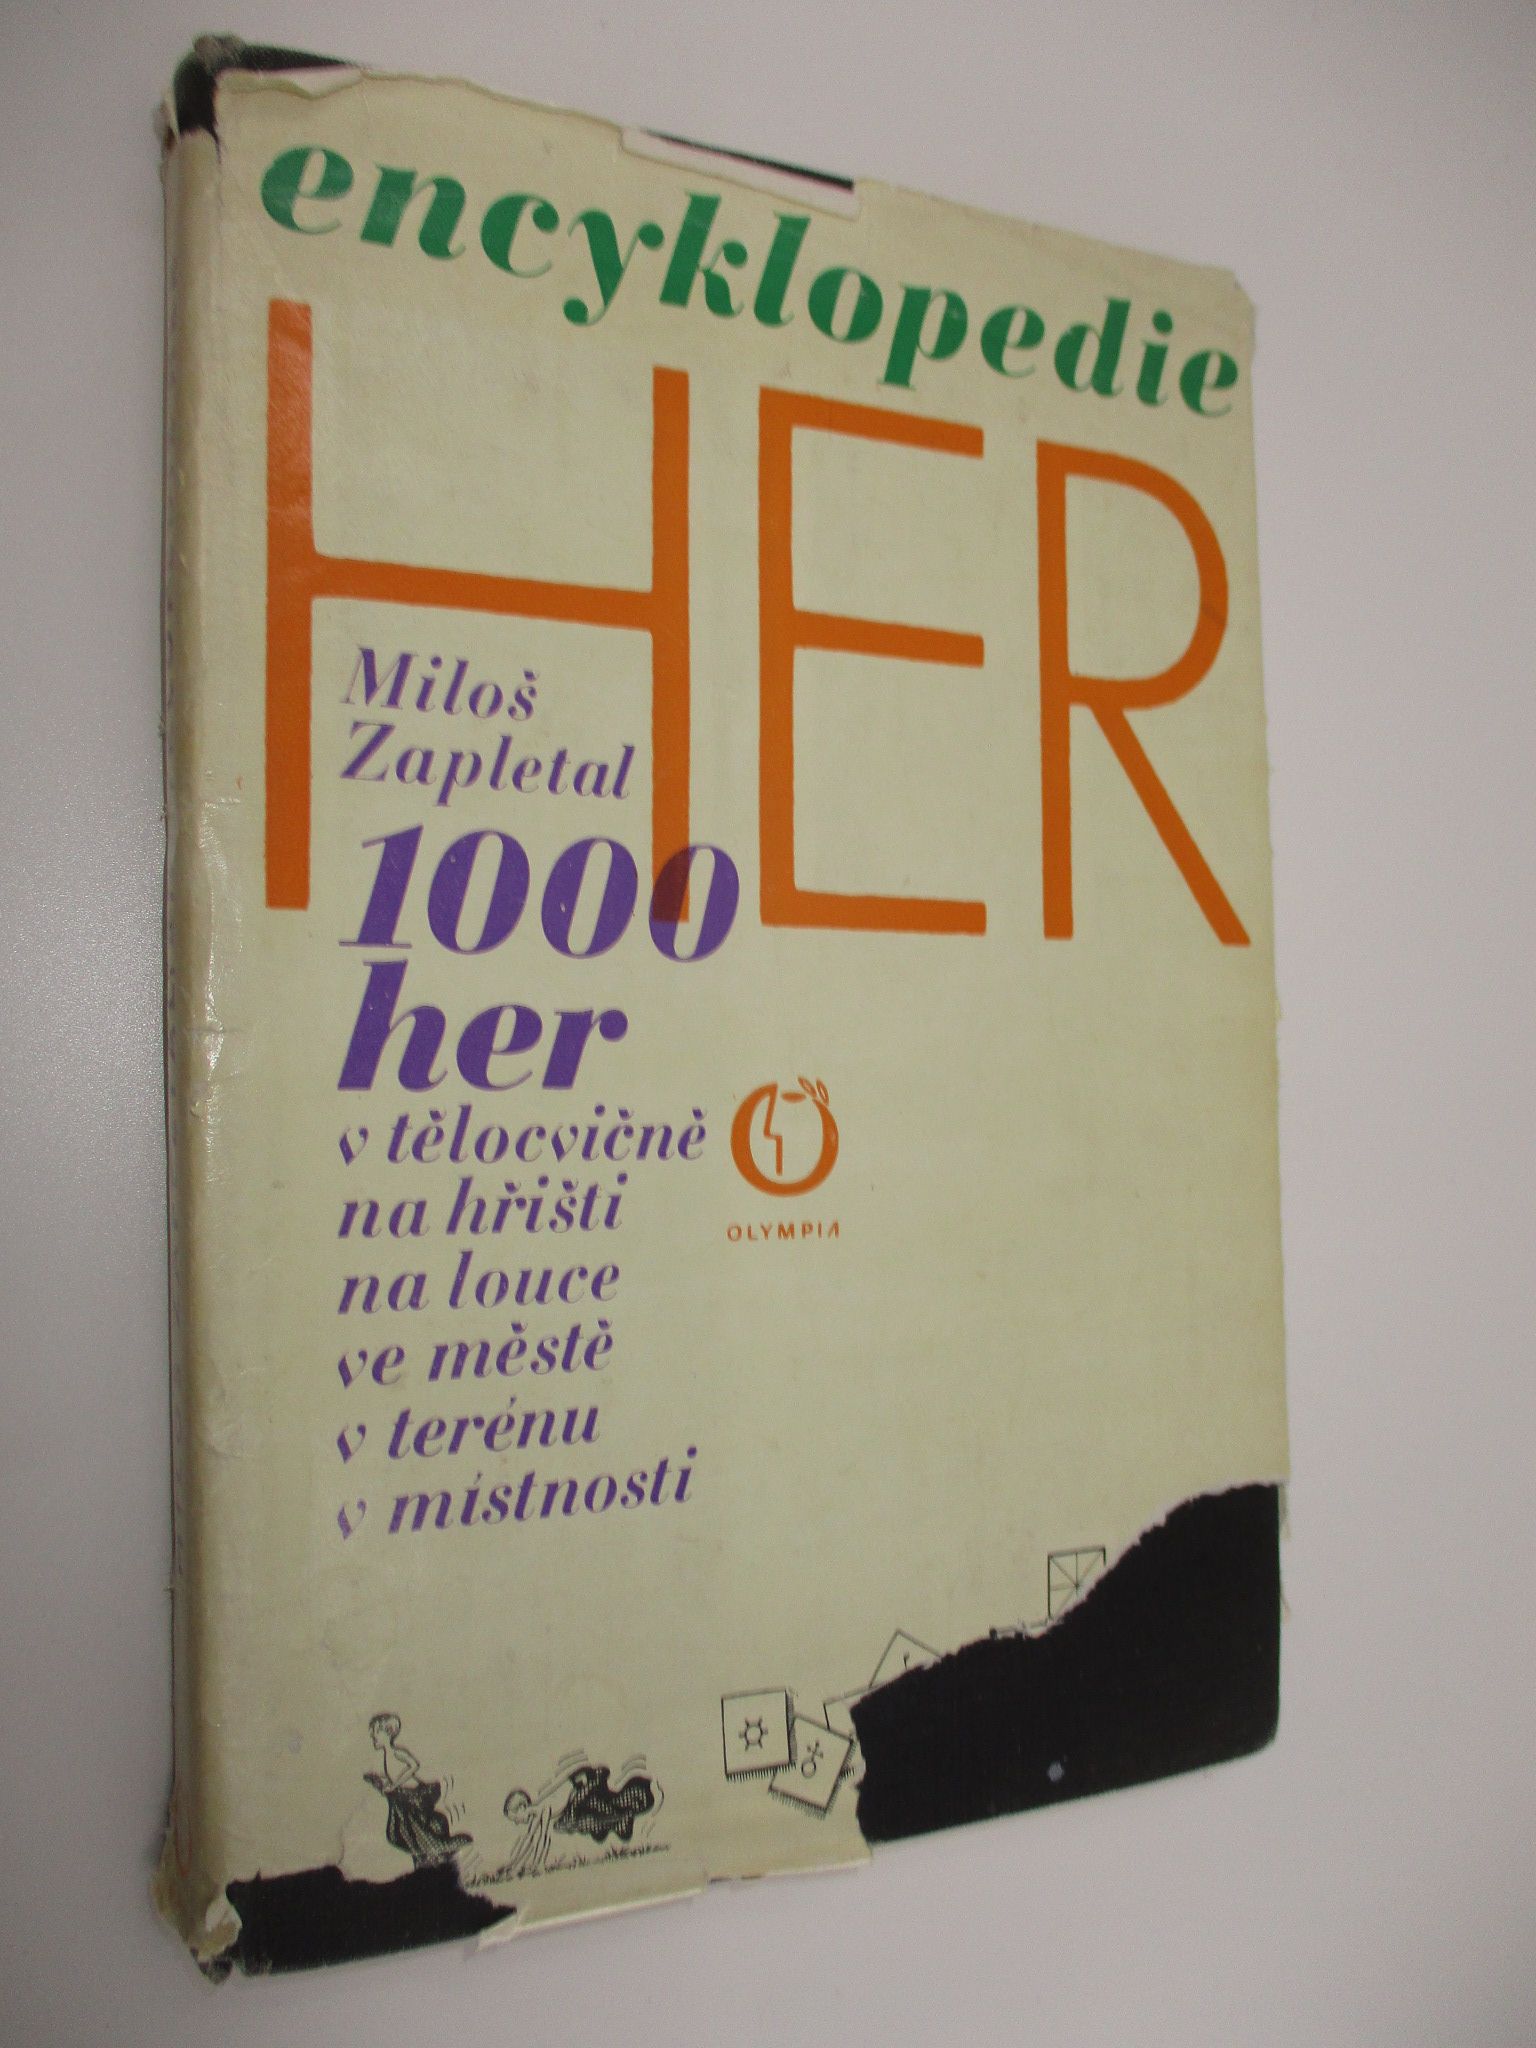 encyklopedie
HER
Miloš
Zapletal
1000
her
v tělocvičně
na hřišti
na louce
ve městě
v terénu
v místnosti
OLYMPIA